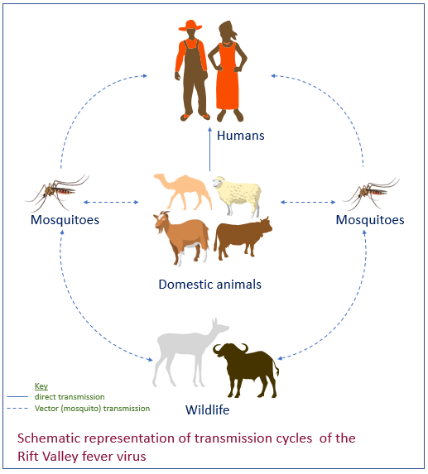 Humans
Mosquitoes
Mosquitoes
Domestic animals
Wildlife
Key
direct transmission
Vector (mosquito) transmission
Schematic representation of transmission cycles of the
Rift Valley fever virus